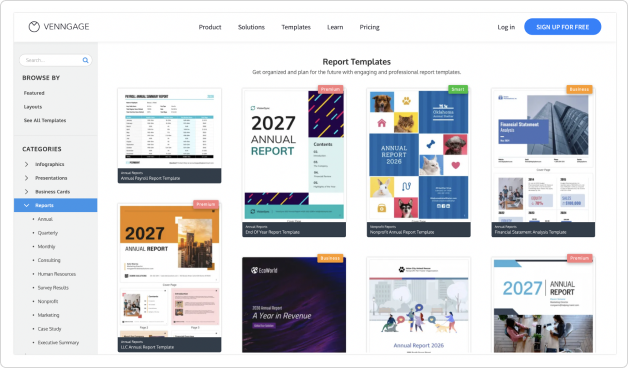 VENNGAGE
Product
Solutions
Templates
Learn
Pricing
Log in
SIGN UP FOR FREE
Search...
BROWSE BY
Featured
Layouts
See All Templates
CATEGORIES
Infographics
Presentations
Business Cards
Reports
Annual
Quarterly
Monthly
Consulting
Human Resources
Survey Results
Nonprofit
Marketing
Case Study
Executive Summary
Report Templates
Get organized and plan for the future with engaging and professional report templates.
PAYROLL ANNUAL SUMMARY REPORT
Annual Reports
Annual Payroll Report Template
Premium
2027
ANNUAL
REPORT
Contents
Annual Reports
End Of Year Report Template
Smart
ANNUAL
REPORT
2026
Annual Reports
Nonprofit Annual Report Template
Business
Financial Statement
Analysis
Annual Reports
Financial Statement Analysis Template
Premium
2027
ANNUAL REPORT
Cover Page
Page 2
Page 3
Annual Reports
LLC Annual Report Template
Business
EcoWorld
A Year in Revenue
Annual Report 2026
Premium
2027
ANNUAL
REPORT